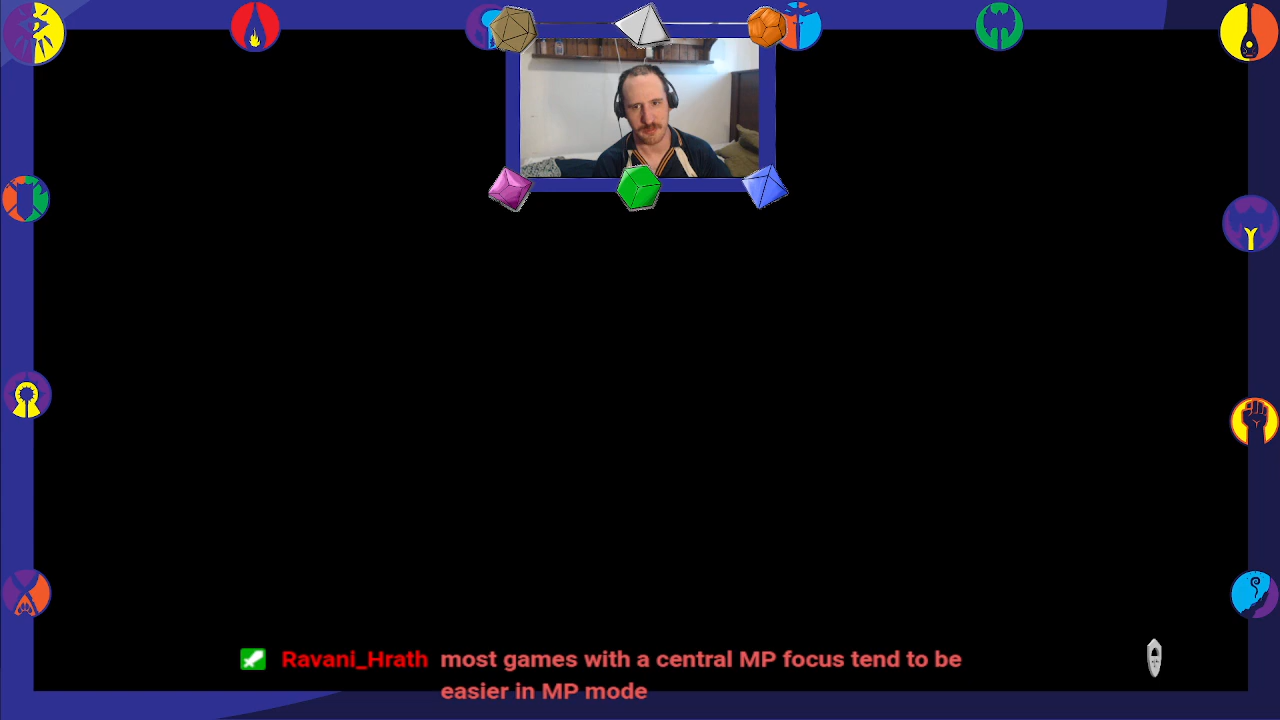 Ravani_Hrath most games with a central MP focus tend to be
easier in MP mode